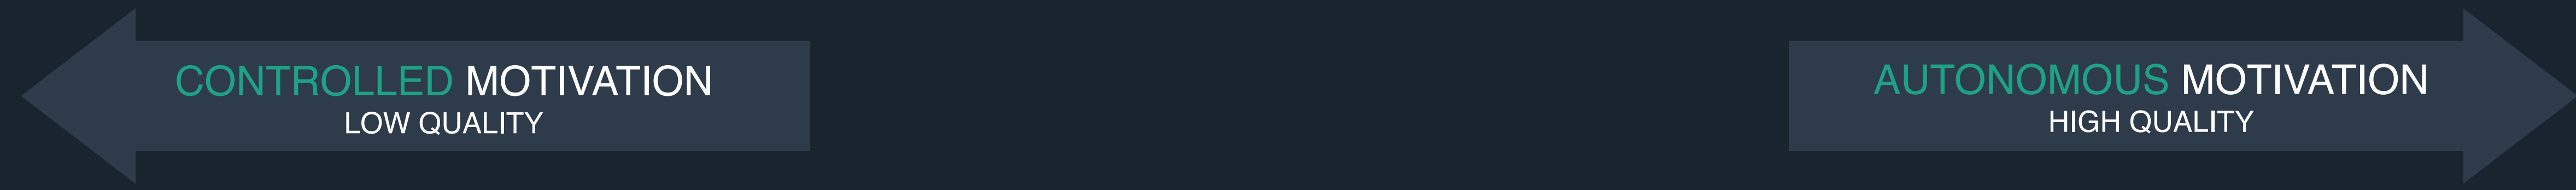 CONTROLLED MOTIVATION
LOW QUALITY
AUTONOMOUS MOTIVATION
HIGH QUALITY